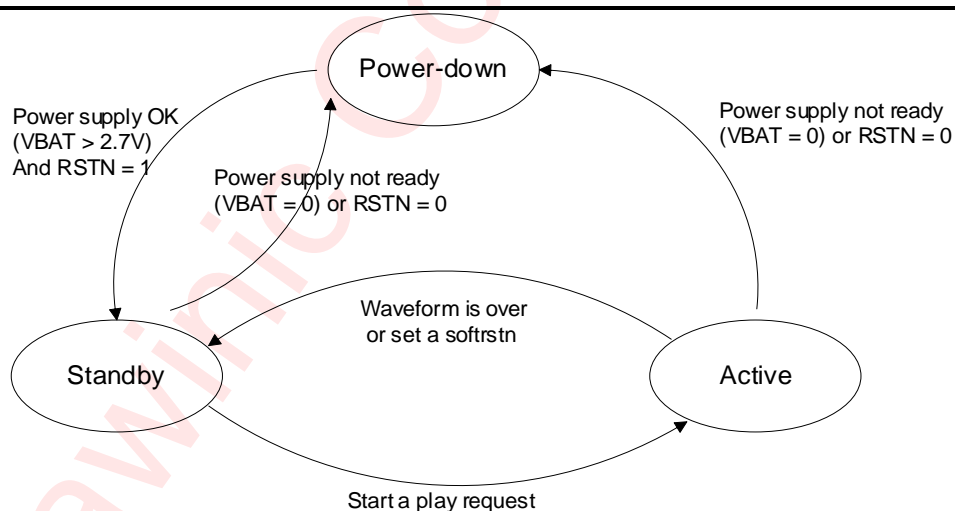 Power-down
Power supply OK
(VBAT > 2.7V)
And RSTN = 1
Power supply not ready
(VBAT = 0) or RSTN = 0
Power supply not ready
(VBAT = 0) or RSTN = 0
Waveform is over
or set a softrstn
Standby
Active
Start a play request
awinic Co